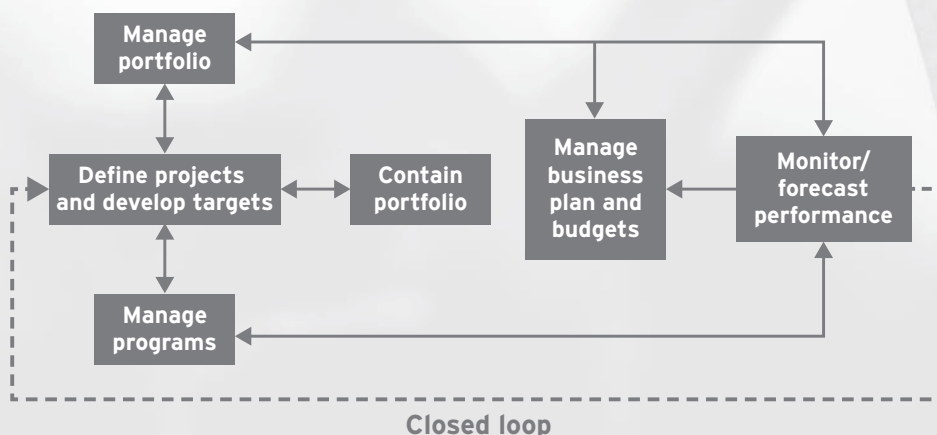 Manage
portfolio
Define projects
and develop targets
Contain
portfolio
Manage
business
plan and
budgets
Monitor/
forecast
performance
Manage
programs
Closed loop